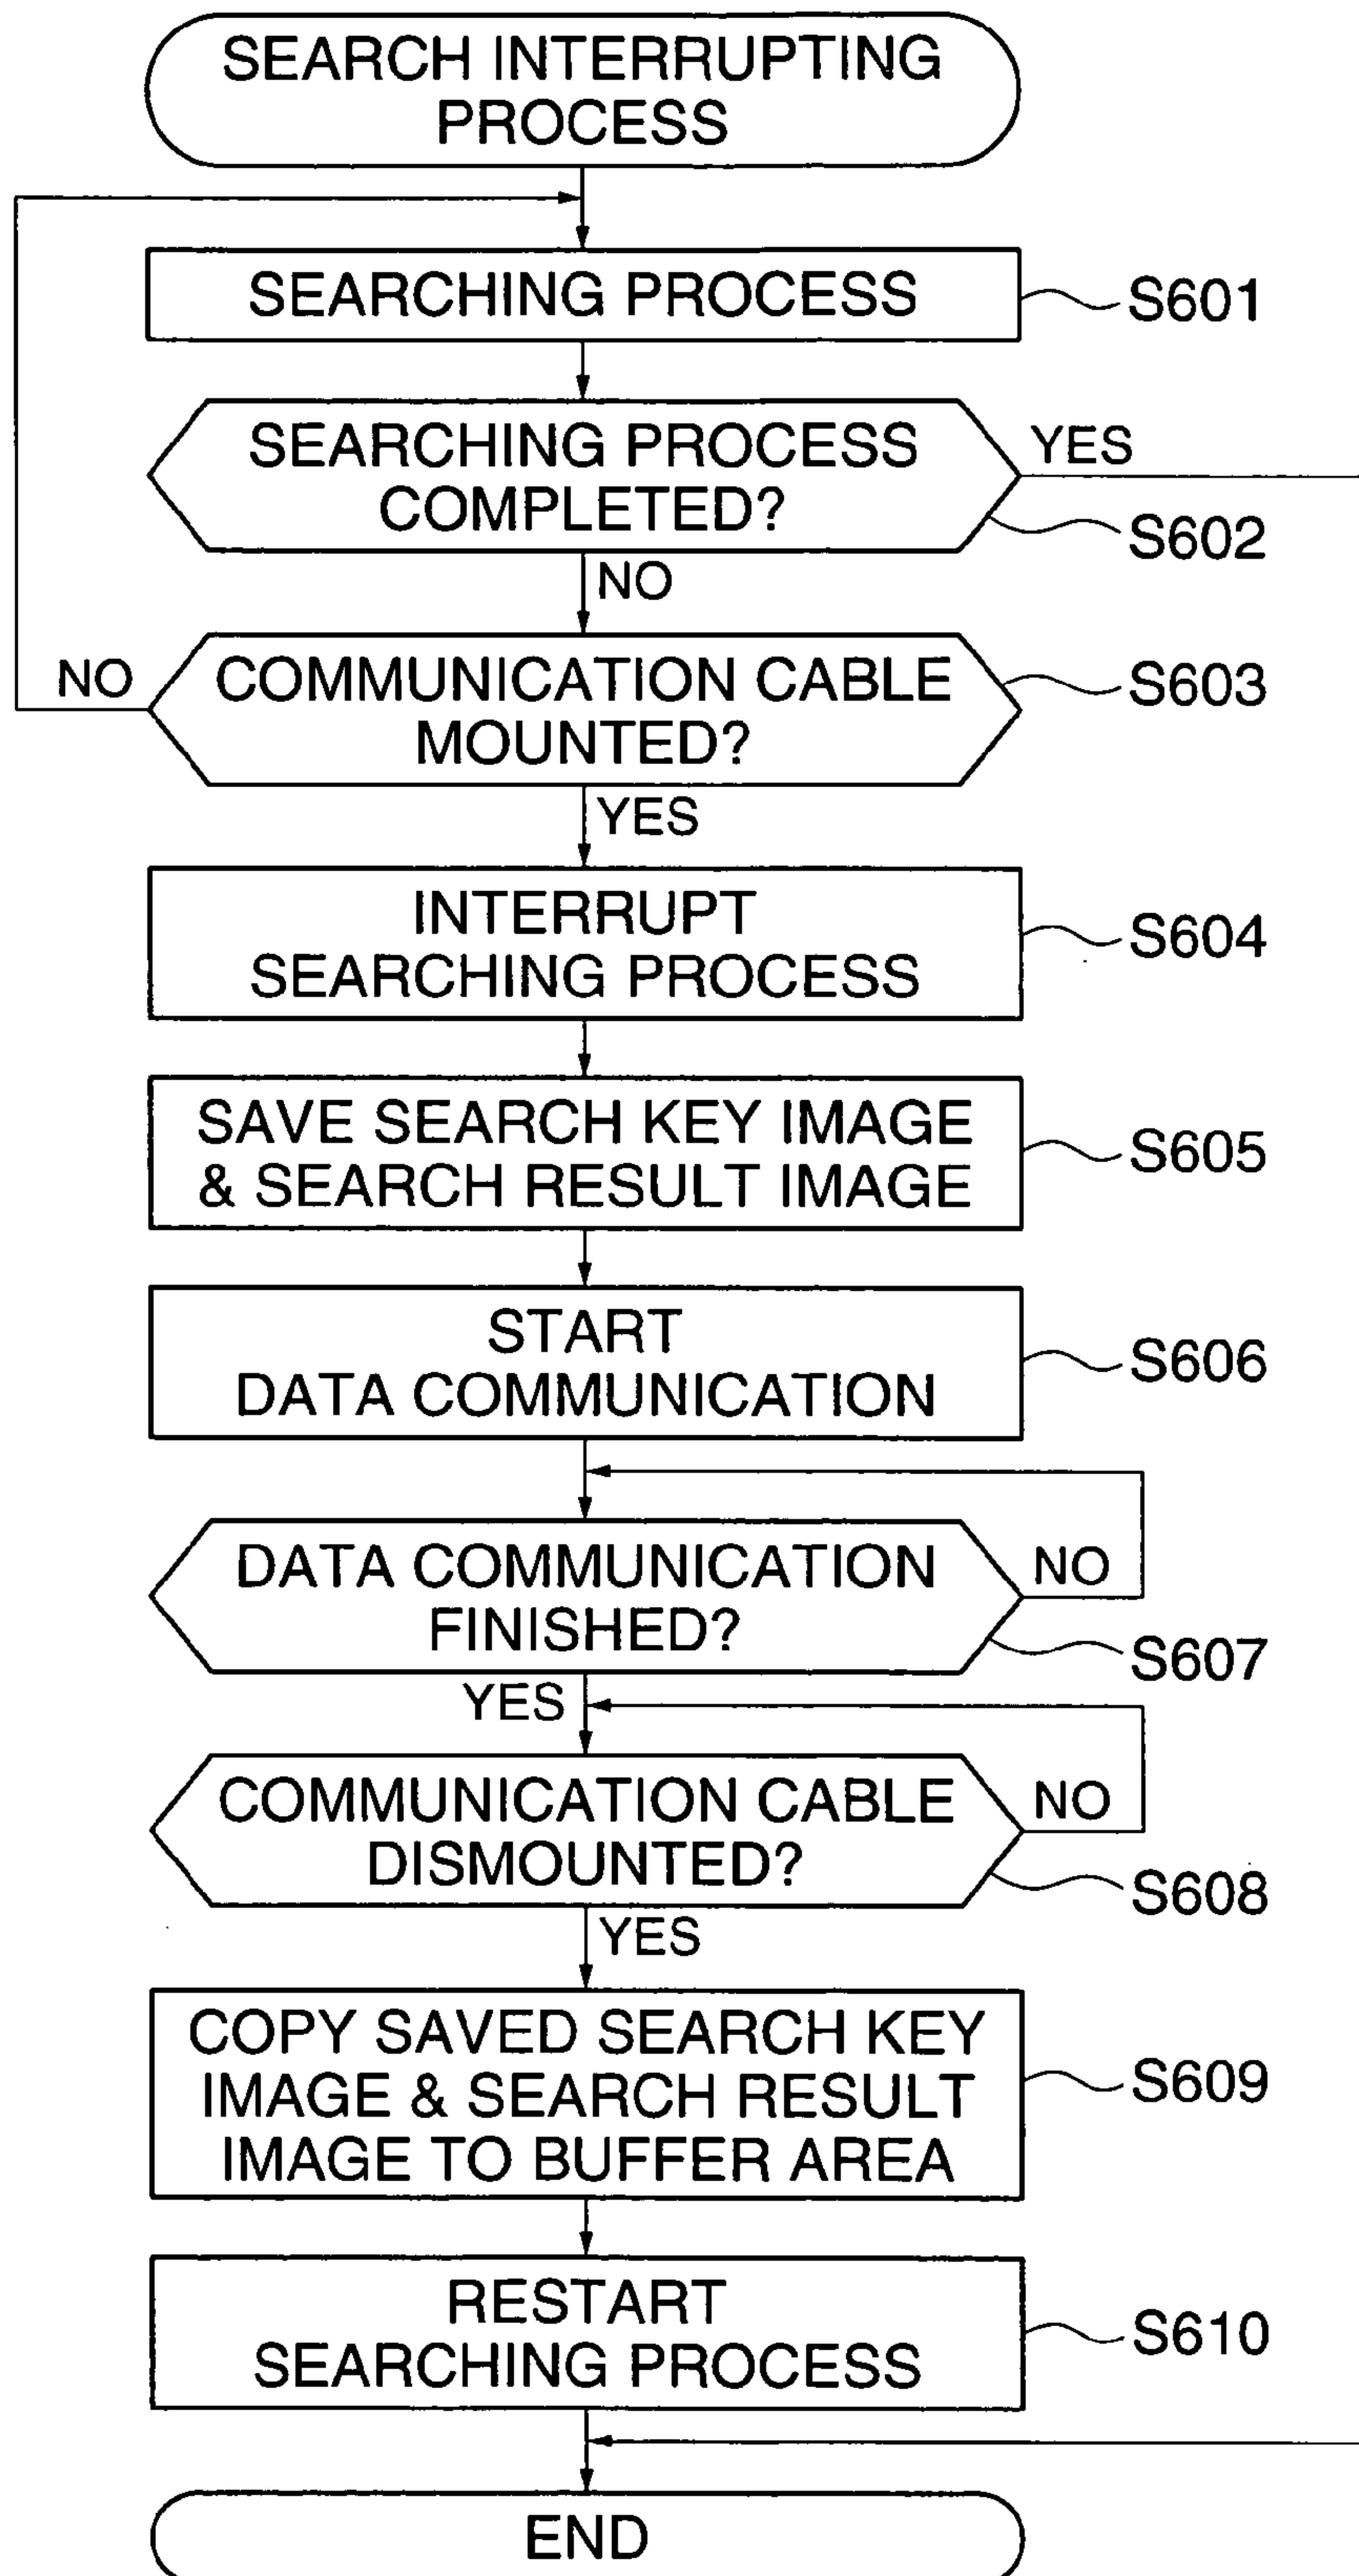 SEARCH INTERRUPTING
PROCESS
SEARCHING PROCESS
S601
SEARCHING PROCESS
COMPLETED?
YES
S602
NO
COMMUNICATION CABLE
MOUNTED?
NO
S603
YES
INTERRUPT
SEARCHING PROCESS
S604
SAVE SEARCH KEY IMAGE
& SEARCH RESULT IMAGE
S605
START
DATA COMMUNICATION
S606
DATA COMMUNICATION
FINISHED?
NO
S607
YES
COMMUNICATION CABLE
DISMOUNTED?
NO
S608
YES
COPY SAVED SEARCH KEY
IMAGE & SEARCH RESULT
IMAGE TO BUFFER AREA
S609
RESTART
SEARCHING PROCESS
S610
END